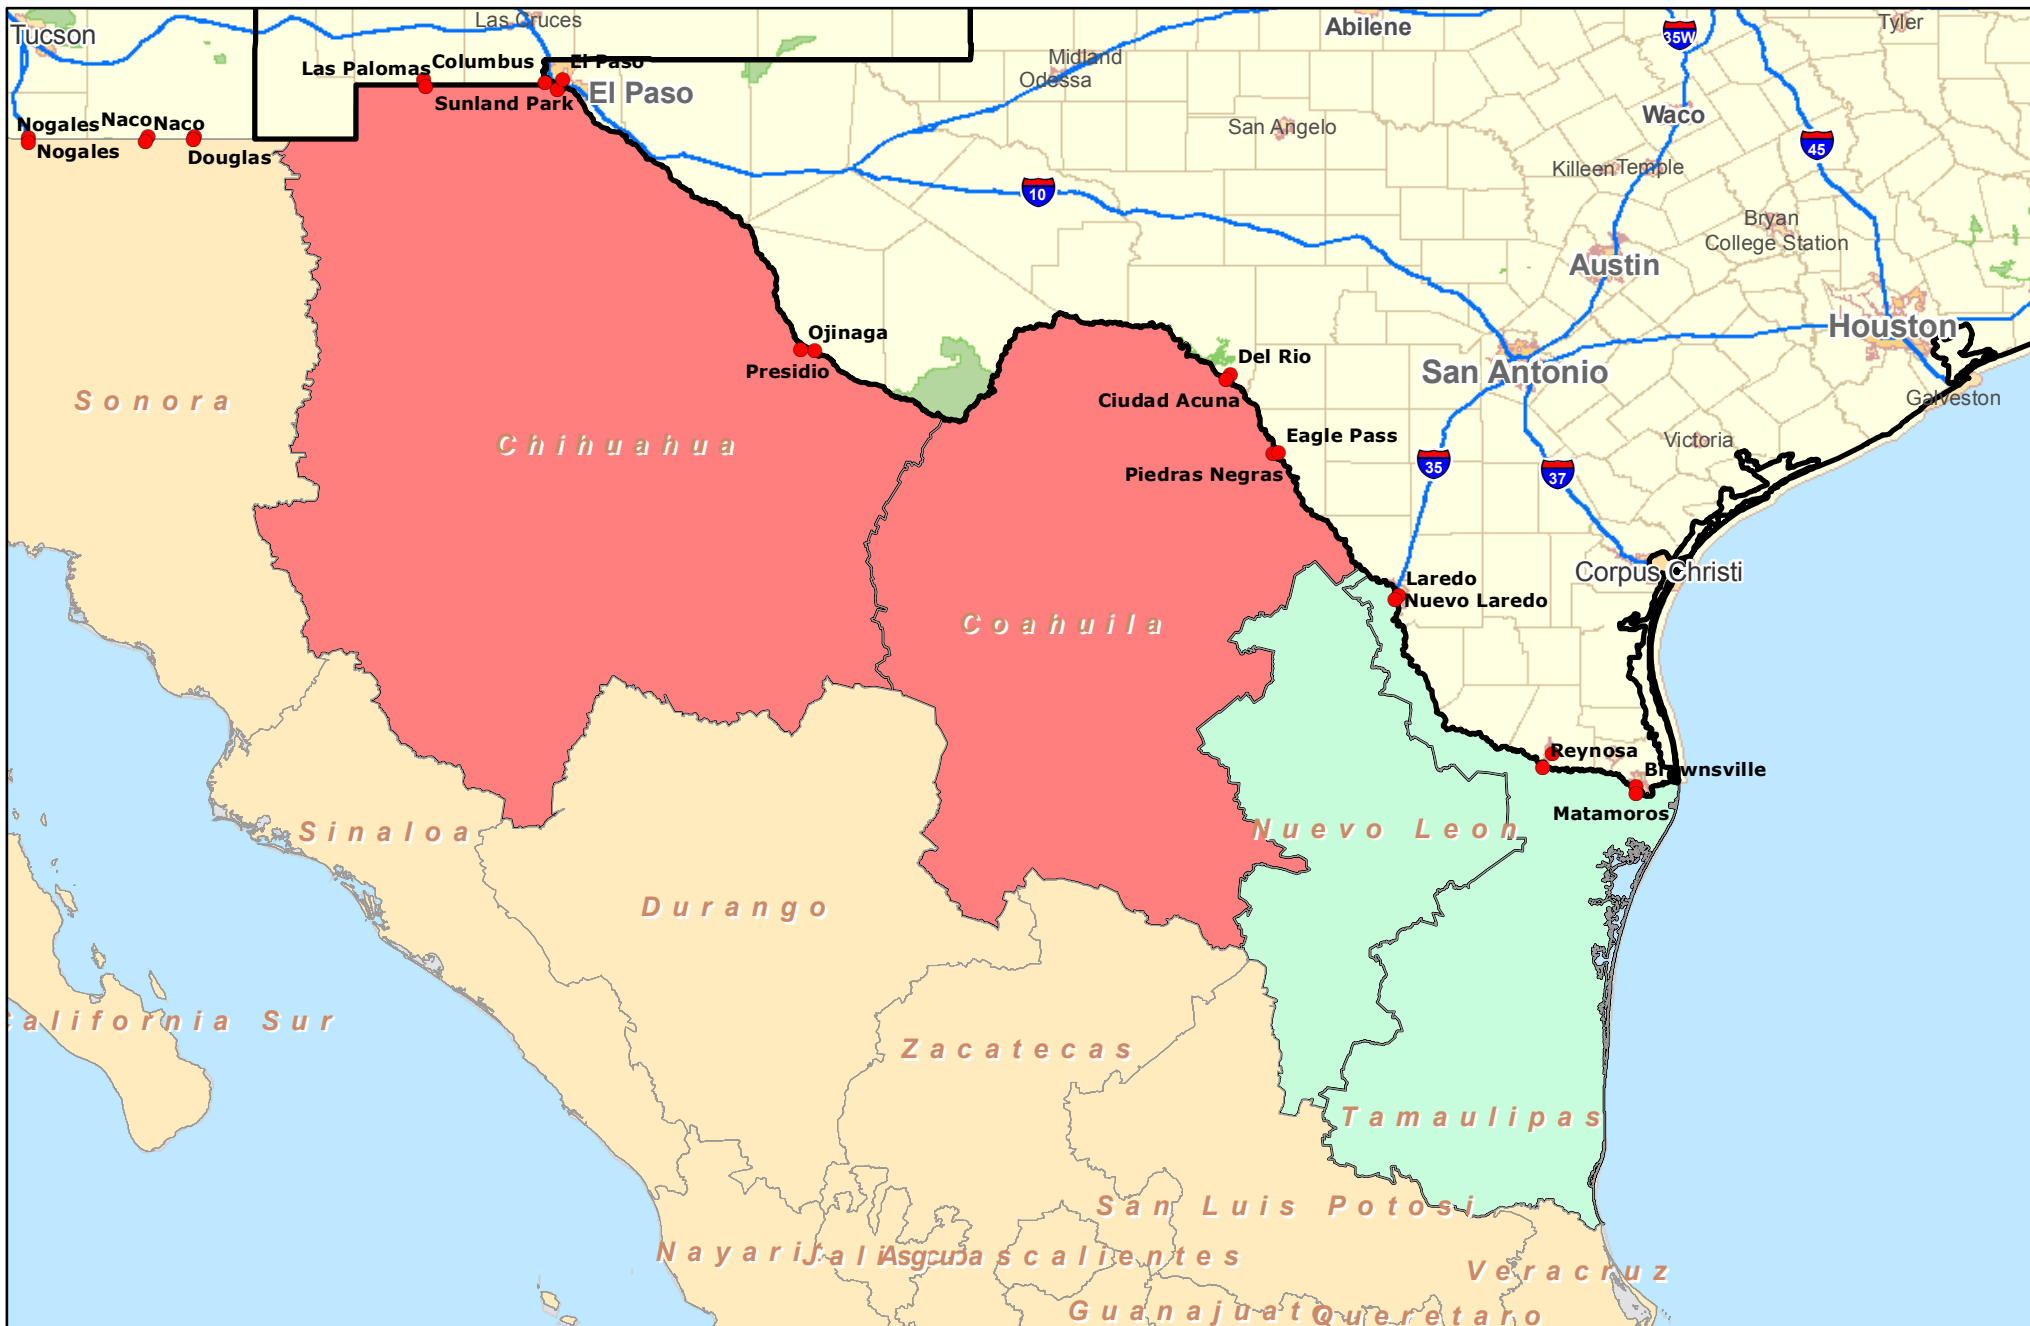 Tucson
Las Cruces
Abilene
35W
Tyler
Midland
Odessa
Las Palomas
Columbus
El Paso
Sunland Park
El Paso
Nogales
Naco
Naco
Nogales
Douglas
San Angelo
Waco
Killeen
Temple
45
10
Bryan
College Station
Austin
Houston
Ojinaga
Presidio
Del Rio
Ciudad Acuna
San Antonio
Galveston
Sonora
Chihuahua
Eagle Pass
Piedras Negras
Victoria
35
37
Corpus Christi
Laredo
Nuevo Laredo
Coahuila
Reynosa
Brownsville
Matamoros
Sinaloa
Nuevo Leon
Durango
California Sur
Zacatecas
Tamaulipas
San Luis Potosi
Nayarit
Veracruz
Guanajuato
Queretaro